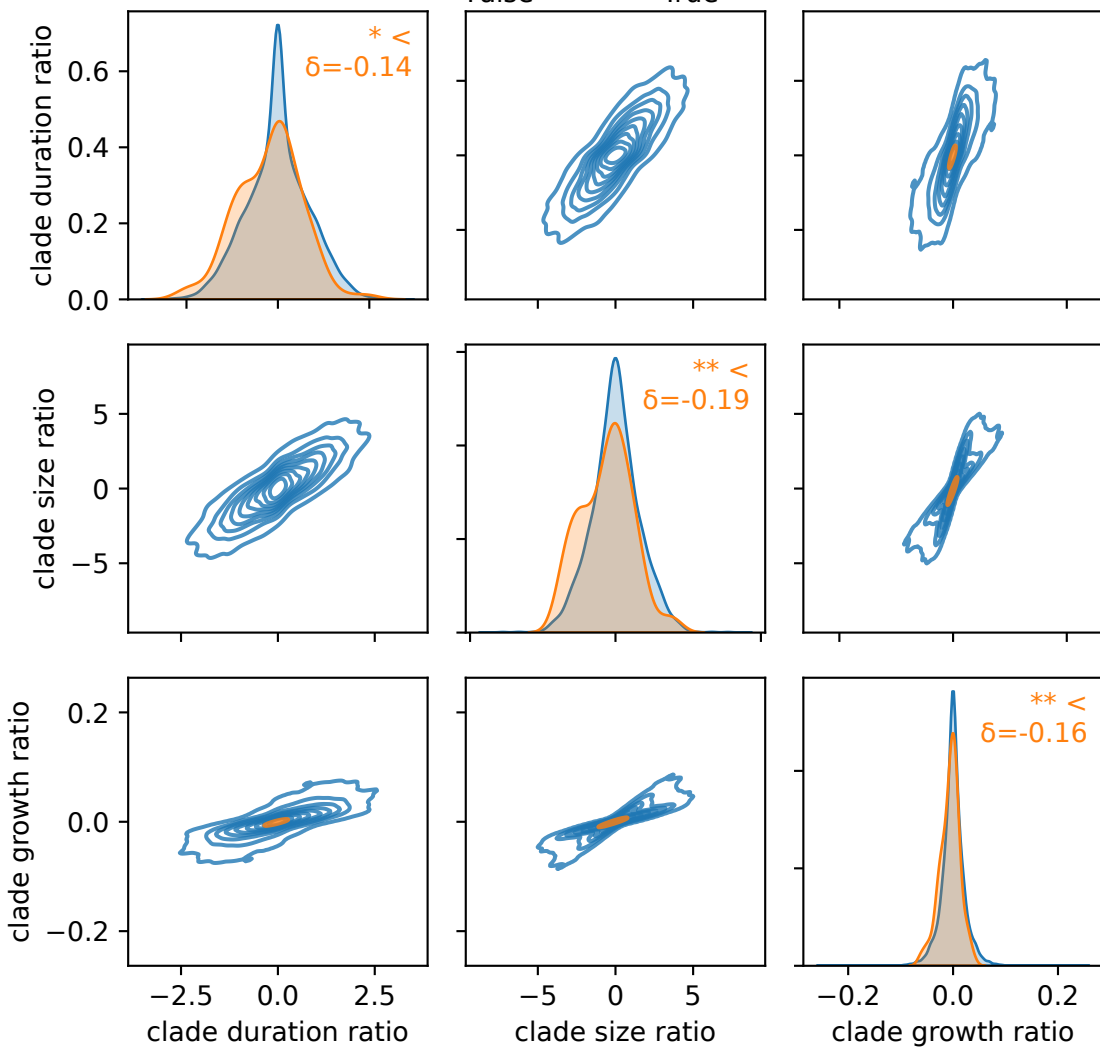 clade duration ratio
0.6
0.4
0.2
0.0
* <
δ=-0.14
clade size ratio
5
0
−5
** <
δ=-0.19
clade growth ratio
0.2
0.0
−0.2
** <
δ=-0.16
−2.5 0.0 2.5
−5 0 5
−0.2 0.0 0.2
clade duration ratio
clade size ratio
clade growth ratio